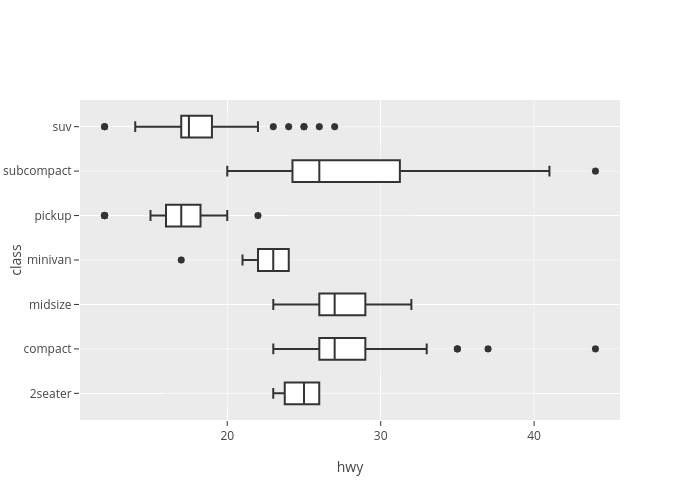 suv
subcompact
pickup
minivan
midsize
compact
2seater
class
20 30 40
hwy